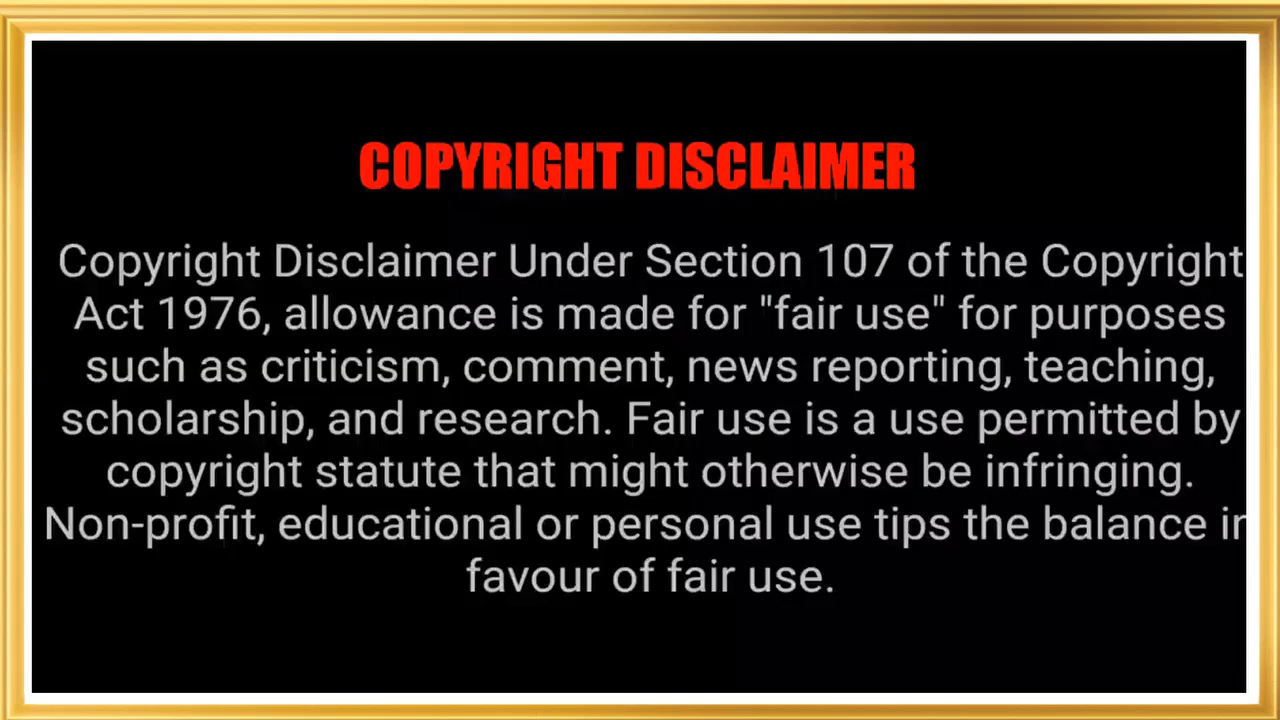 COPYRIGHT DISCLAIMER
Copyright Disclaimer Under Section 107 of the Copyright
Act 1976, allowance is made for "fair use" for purposes
such as criticism, comment, news reporting, teaching,
scholarship, and research. Fair use is a use permitted by
copyright statute that might otherwise be infringing.
Non-profit, educational or personal use tips the balance in
favour of fair use.